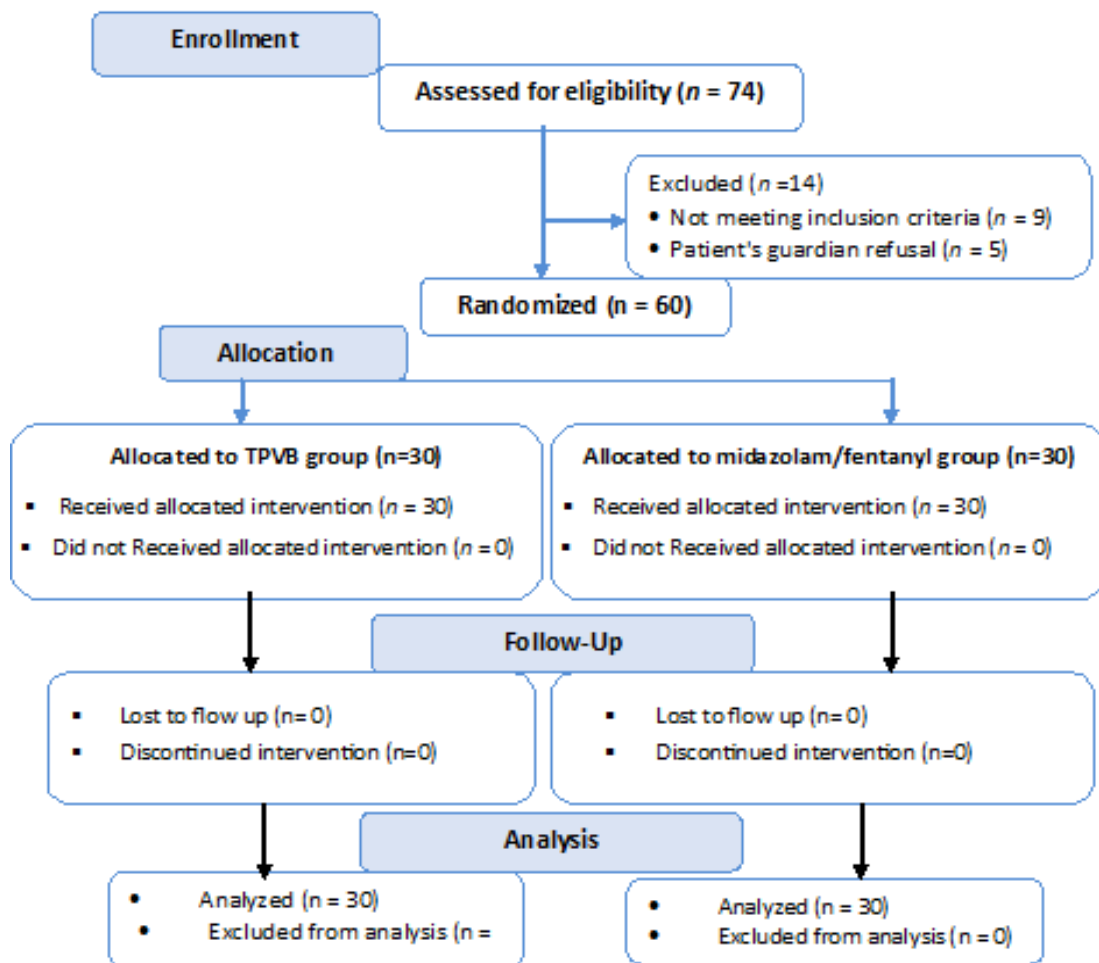 Enrollment
Assessed for eligibility (n = 74)
Excluded (n =14)
• Not meeting inclusion criteria (n = 9)
• Patient's guardian refusal (n = 5)
Randomized (n = 60)
Allocation
Allocated to TPVB group (n=30)
▪ Received allocated intervention (n = 30)
▪ Did not Received allocated intervention (n = 0)
Allocated to midazolam/fentanyl group (n=30)
▪ Received allocated intervention (n = 30)
▪ Did not Received allocated intervention (n = 0)
Follow-Up
▪ Lost to flow up (n= 0)
▪ Discontinued intervention (n=0)
▪ Lost to flow up (n= 0)
▪ Discontinued intervention (n=0)
Analysis
• Analyzed (n = 30)
• Excluded from analysis (n =
• Analyzed (n = 30)
• Excluded from analysis (n = 0)